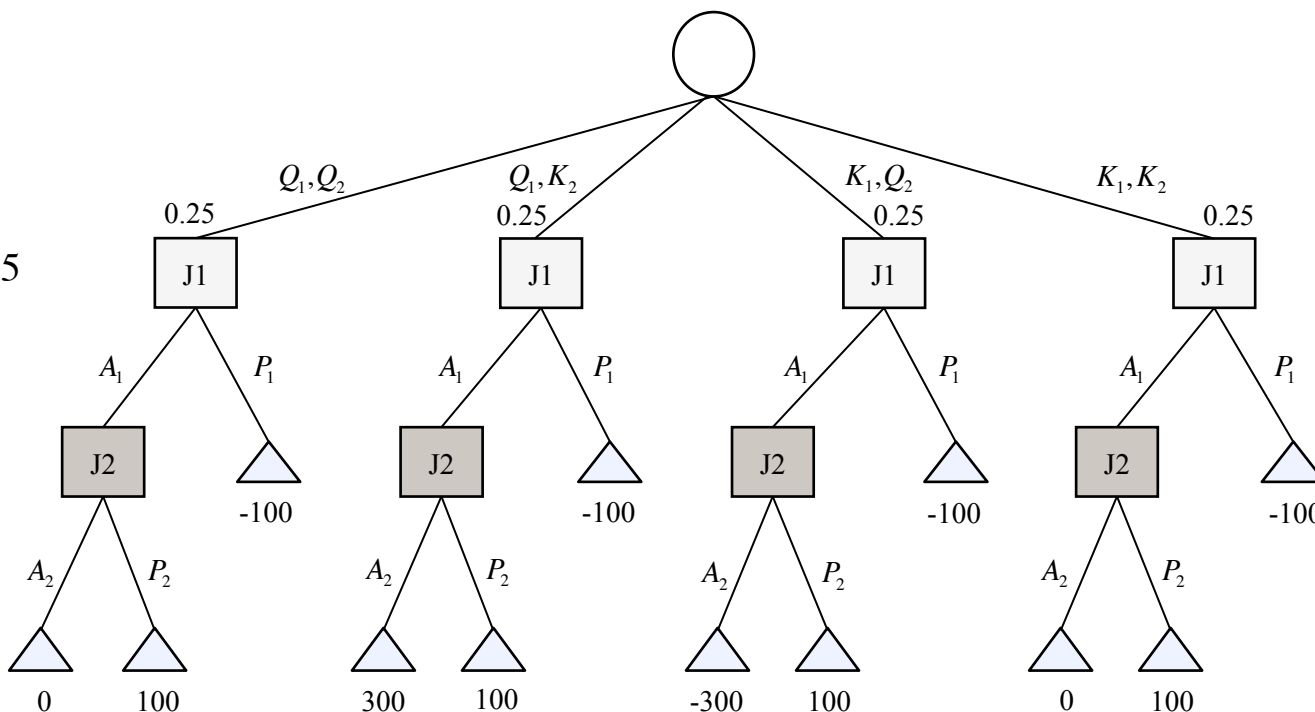 Q₁,Q₂ Q₁,K₂ K₁,Q₂ K₁,K₂
0.25 0.25 0.25 0.25
5 J1 J1 J1 J1
A₁ P₁ A₁ P₁ A₁ P₁ A₁ P₁
J2 J2 J2 J2
-100 -100 -100 -100
A₂ P₂ A₂ P₂ A₂ P₂ A₂ P₂
0 100 300 100 -300 100 0 100